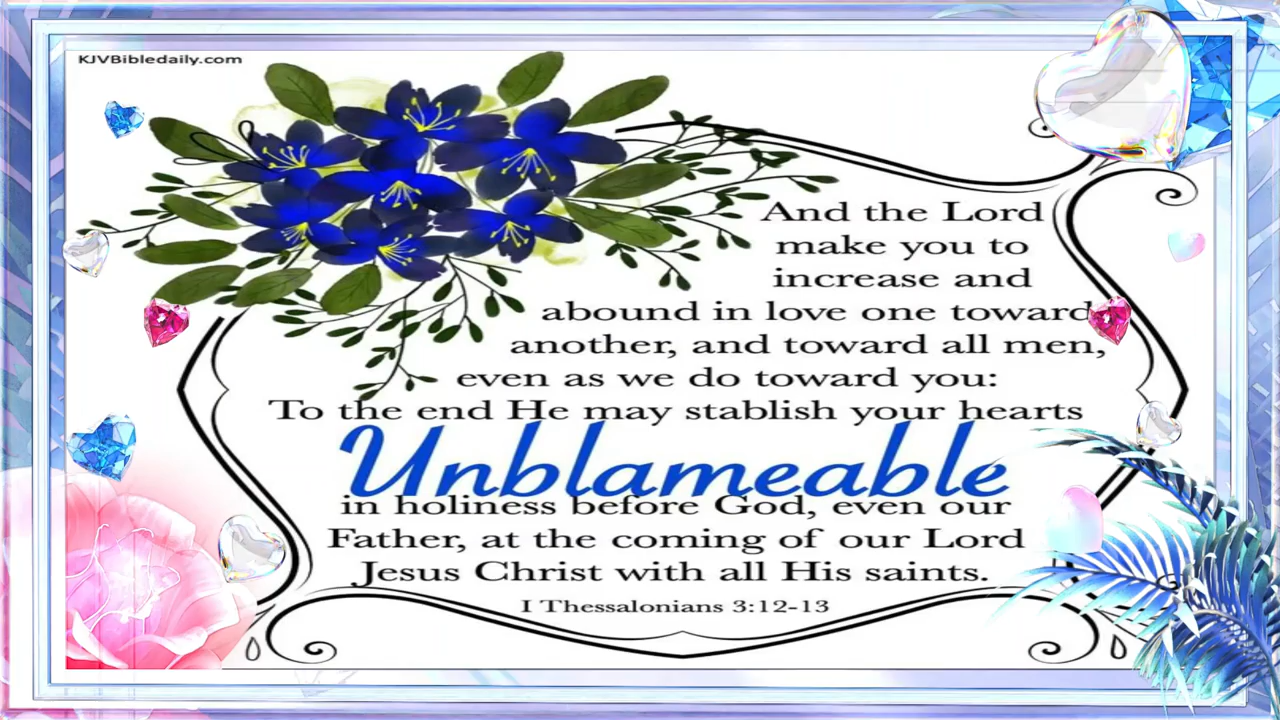 KJVBibledaily.com
And the Lord
make you to
increase and
abound in love one toward
another, and toward all men,
even as we do toward you:
To the end He may stablish your hearts
Unblameable
in holiness before God, even our
Father, at the coming of our Lord
Jesus Christ with all His saints.
I Thessalonians 3:12-13